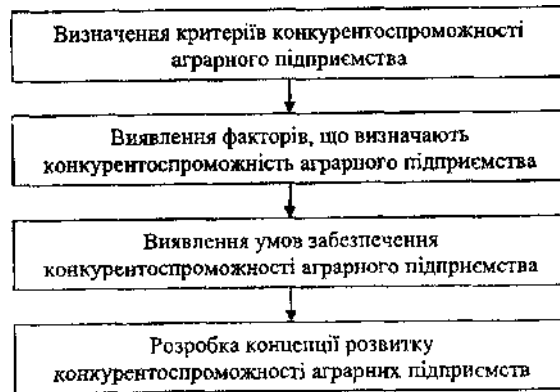 Визначення критеріїв конкурентоспроможності
аграрного підприємства
Виявлення факторів, що визначають
конкурентоспроможність аграрного підприємства
Виявлення умов забезпечення
конкурентоспроможності аграрного підприємства
Розробка концепції розвитку
конкурентоспроможності аграрних підприємств